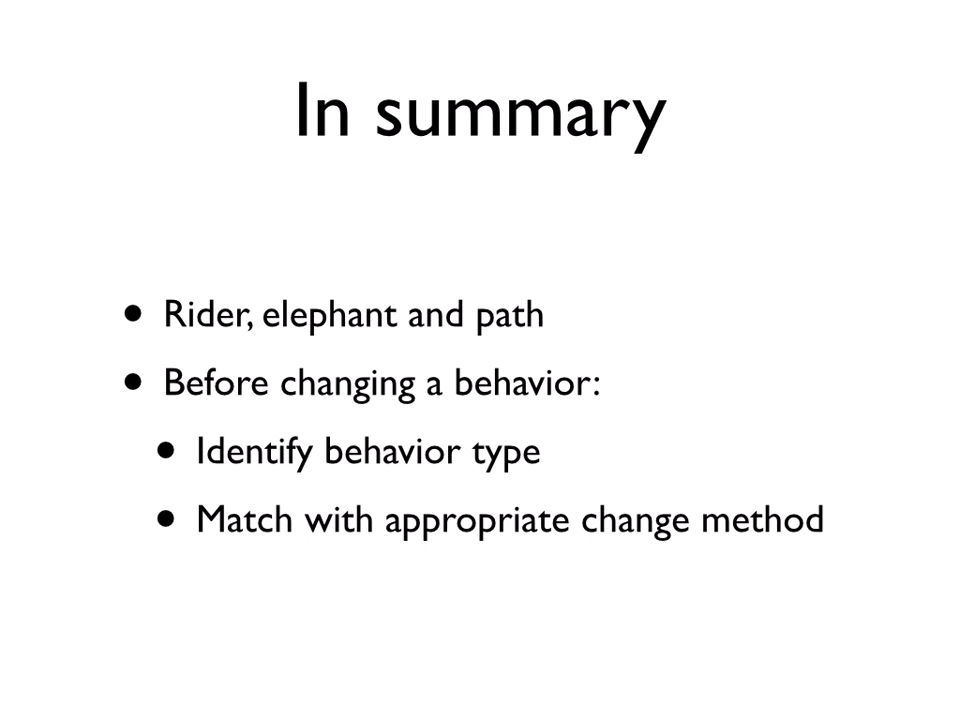 In summary
• Rider, elephant and path
• Before changing a behavior:
• Identify behavior type
• Match with appropriate change method